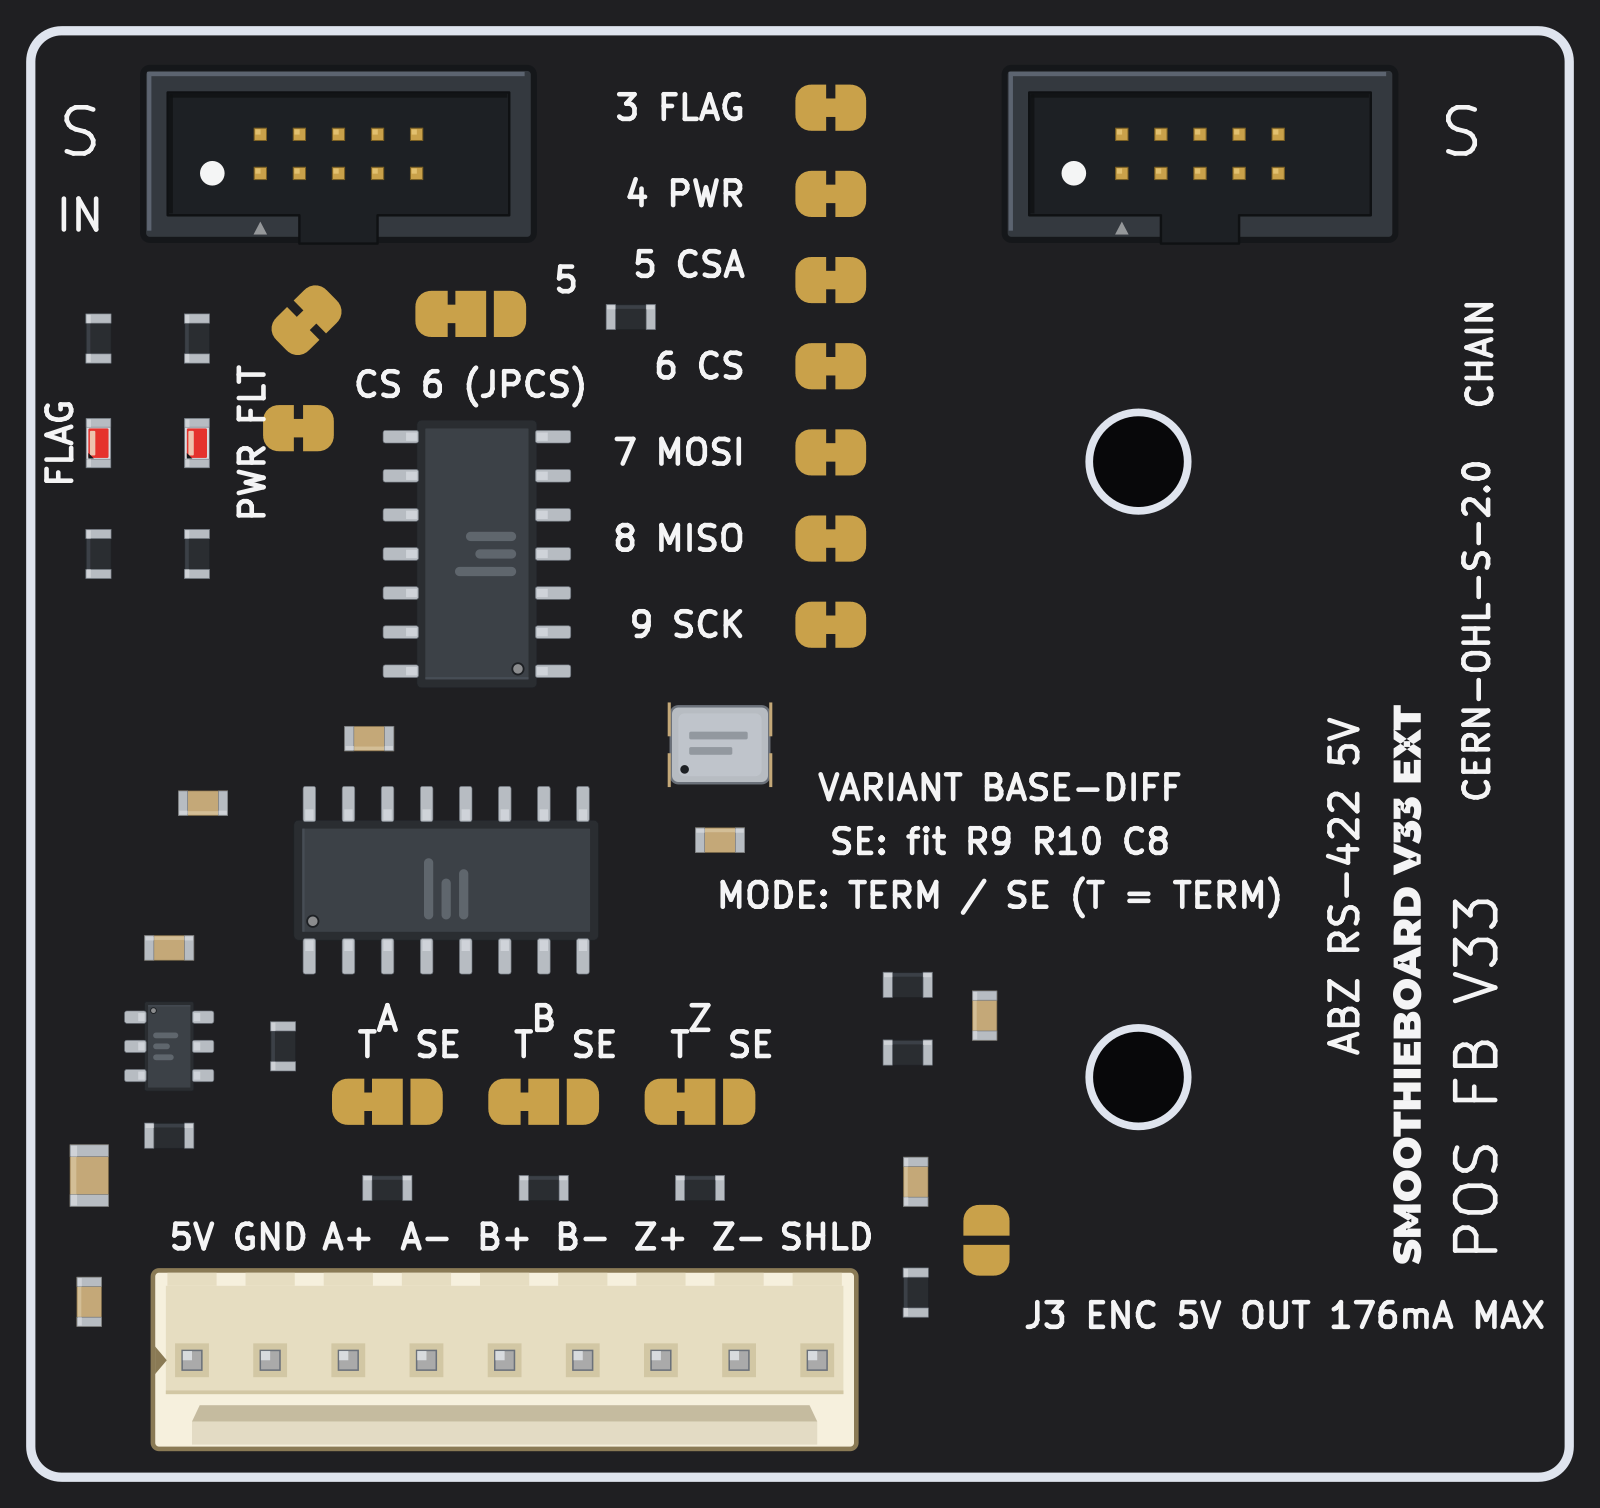 S
IN
S
3 FLAG
4 PWR
5 CSA
5
6 CS
7 MOSI
8 MISO
9 SCK
CS 6 (JPCS)
FLAG
PWR FLT
CHAIN
CERN-OHL-S-2.0
VARIANT BASE-DIFF
SE: fit R9 R10 C8
MODE: TERM / SE (T = TERM)
ABZ RS-422 5V
SMOOTHIEBOARD V33 EXT
POS FB V33
A
B
Z
T SE
T SE
T SE
5V GND A+ A- B+ B- Z+ Z- SHLD
J3 ENC 5V OUT 176mA MAX